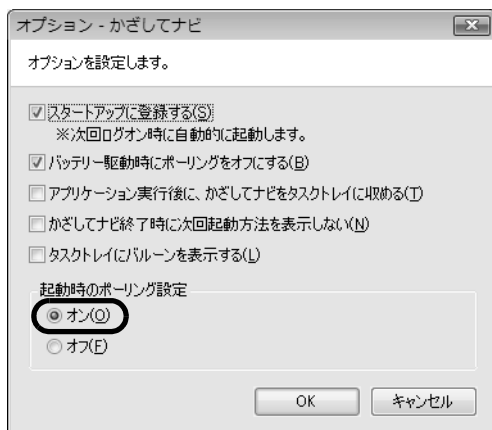 オプション - かざしてナビ
オプションを設定します。
スタートアップに登録する(S)
※次回ログオン時に自動的に起動します。
バッテリー駆動時にポーリングをオフにする(B)
アプリケーション実行後に、かざしてナビをタスクトレイに収める(T)
かざしてナビ終了時に次回起動方法を表示しない(N)
タスクトレイにバルーンを表示する(L)
起動時のポーリング設定
オン(O)
オフ(F)
OK
キャンセル